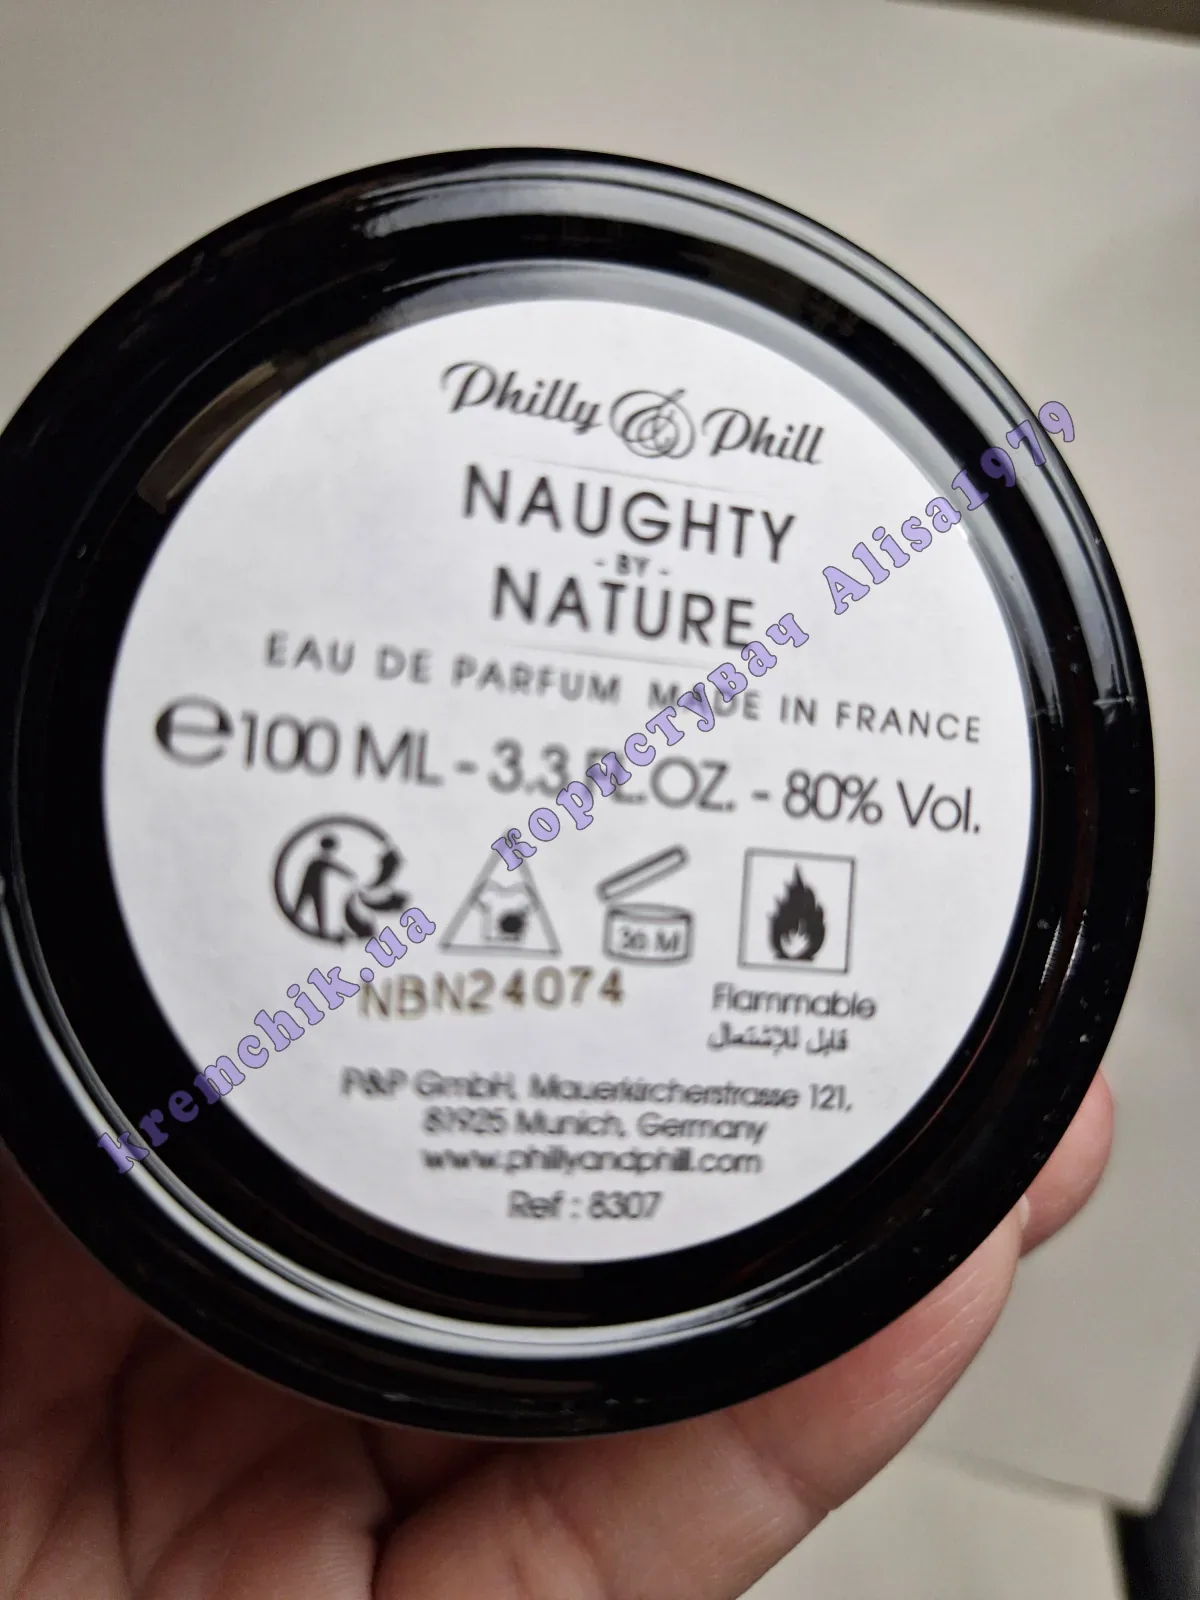 Philly & Phill
NAUGHTY
- BY -
NATURE
EAU DE PARFUM MADE IN FRANCE
℮100 ML - 3.3 FL.OZ. - 80% Vol.
36 M
NBN24074
Flammable
قابل للإشتعال
P&P GmbH, Mauerkircherstrasse 121,
81925 Munich, Germany
www.phillyandphill.com
Ref : 8307
kremchik.ua користувач Alisa1979